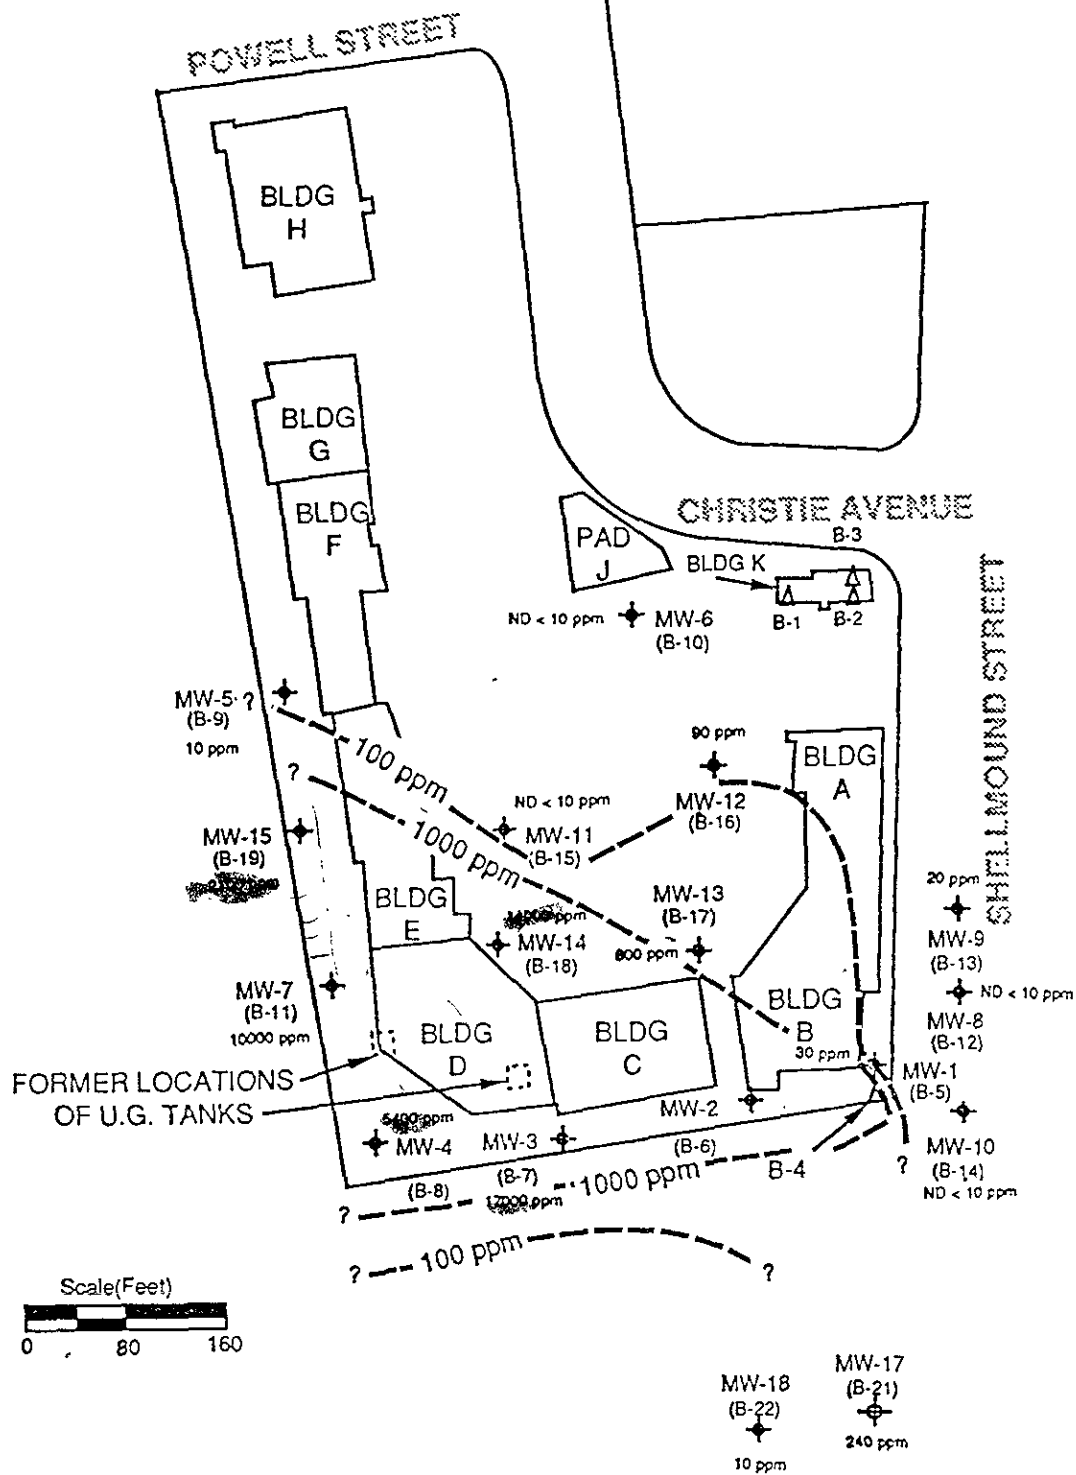 POWELL STREET
BLDG
H
BLDG
G
BLDG
F
CHRISTIE AVENUE
PAD
J
BLDG K
B-3
B-1
B-2
SHELLMOUND STREET
ND < 10 ppm
MW-6
(B-10)
MW-5
?
(B-9)
10 ppm
100 ppm
90 ppm
BLDG
A
?
ND < 10 ppm
MW-12
(B-16)
MW-15
(B-19)
1000 ppm
MW-11
(B-15)
20 ppm
MW-13
(B-17)
BLDG
E
14000 ppm
MW-14
(B-18)
800 ppm
MW-9
(B-13)
ND < 10 ppm
MW-7
(B-11)
10000 ppm
BLDG
B
30 ppm
MW-8
(B-12)
BLDG
D
BLDG
C
FORMER LOCATIONS
OF U.G. TANKS
MW-1
(B-5)
MW-2
(B-6)
5400 ppm
MW-4
(B-8)
MW-3
(B-7)
17000 ppm
1000 ppm
B-4
?
MW-10
(B-14)
ND < 10 ppm
?
?
100 ppm
?
Scale(Feet)
0 80 160
MW-18
(B-22)
10 ppm
MW-17
(B-21)
240 ppm